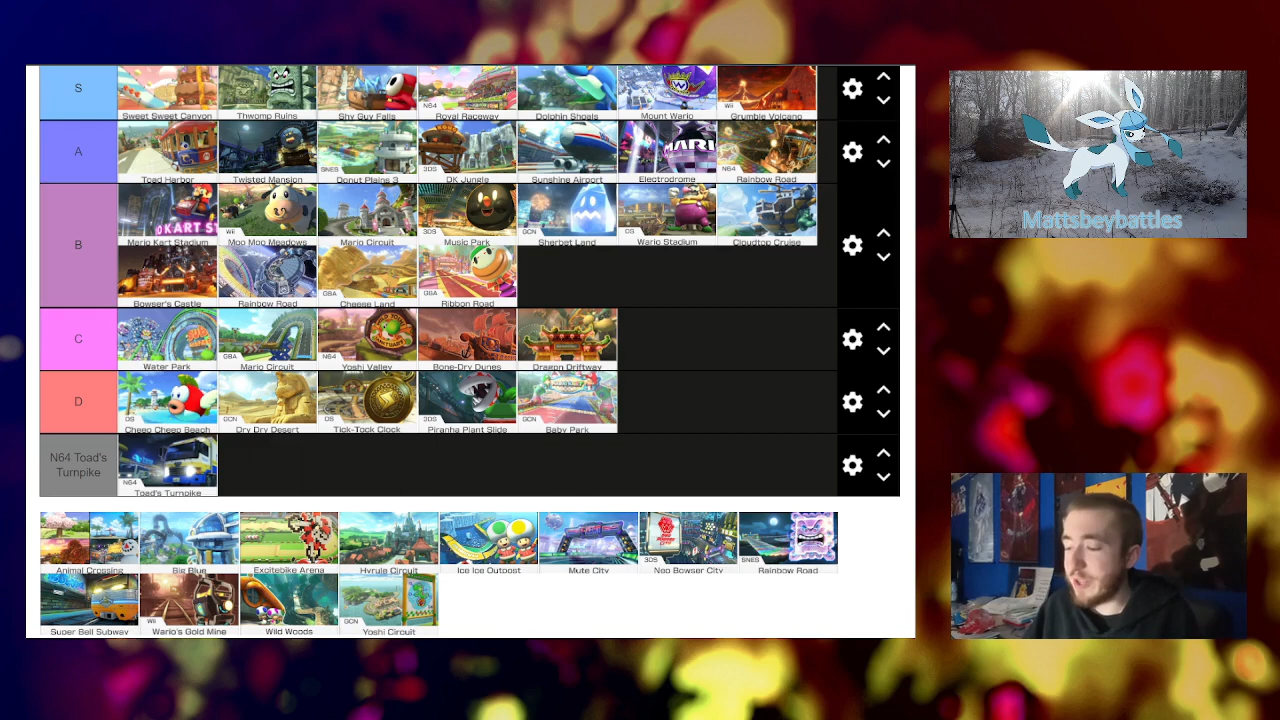 S
Sweet Sweet Canyon
Thwomp Ruins
Shy Guy Falls
N64
Royal Raceway
Dolphin Shoals
Mount Wario
Wii
Grumble Volcano
A
Toad Harbor
Twisted Mansion
SNES
Donut Plains 3
3DS
DK Jungle
Sunshine Airport
MARI
Electrodrome
N64
Rainbow Road
B
OKART ST
Mario Kart Stadium
Wii
Moo Moo Meadows
Mario Circuit
3DS
Music Park
GCN
Sherbet Land
DS
Wario Stadium
Cloudtop Cruise
Bowser's Castle
Rainbow Road
GBA
Cheese Land
GBA
Ribbon Road
C
Water Park
GBA
Mario Circuit
N64
Yoshi Valley
Bone-Dry Dunes
Dragon Driftway
D
DS
Cheep Cheep Beach
GCN
Dry Dry Desert
DS
Tick-Tock Clock
3DS
Piranha Plant Slide
GCN
Baby Park
N64 Toad's
Turnpike
N64
Toad's Turnpike
Animal Crossing
Big Blue
Excitebike Arena
Hyrule Circuit
Ice Ice Outpost
Mute City
3DS
Neo Bowser City
SNES
Rainbow Road
Super Bell Subway
Wii
Wario's Gold Mine
Wild Woods
GCN
Yoshi Circuit
Mattsbeybattles